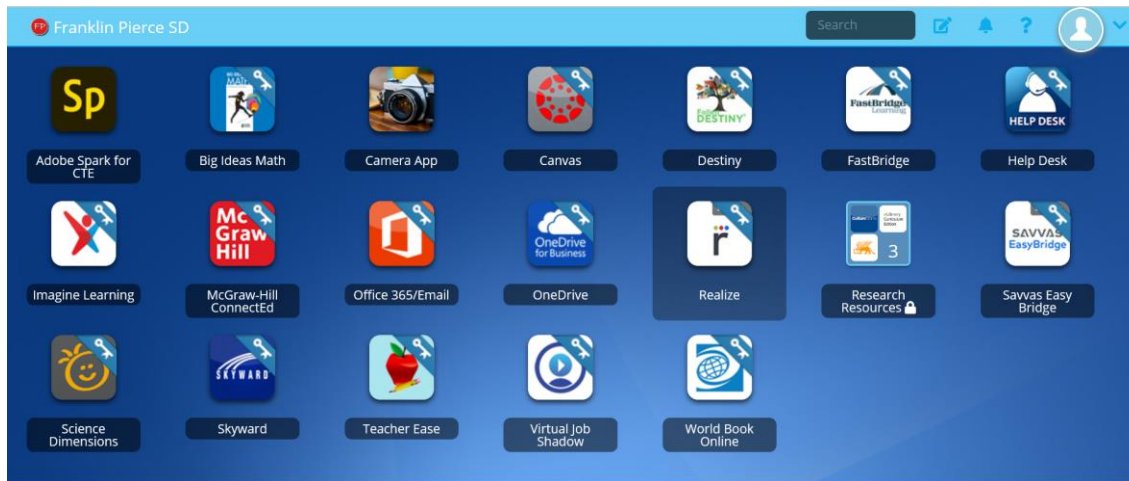 FP Franklin Pierce SD
Search
Sp
MATH
FastBridge
Learning
DESTINY
HELP DESK
Adobe Spark for
CTE
Big Ideas Math
Camera App
Canvas
Destiny
FastBridge
Help Desk
Mc
Graw
Hill
OneDrive
for Business
r
3
SAVVAS
EasyBridge
Imagine Learning
McGraw-Hill
ConnectEd
Office 365/Email
OneDrive
Realize
Research
Resources
Savvas Easy
Bridge
SKYWARD
Science
Dimensions
Skyward
Teacher Ease
Virtual Job
Shadow
World Book
Online